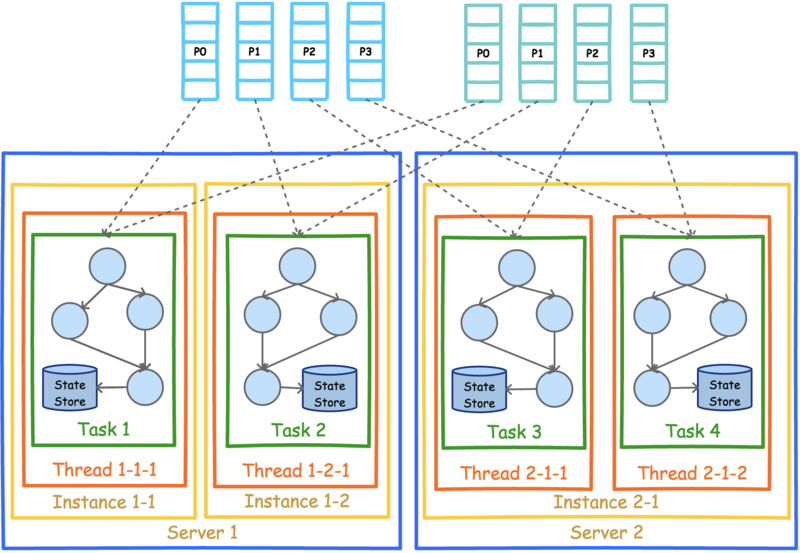 P0
P1
P2
P3
P0
P1
P2
P3
State
Store
Task 1
Thread 1-1-1
Instance 1-1
State
Store
Task 2
Thread 1-2-1
Instance 1-2
Server 1
State
Store
Task 3
Thread 2-1-1
State
Store
Task 4
Thread 2-1-2
Instance 2-1
Server 2